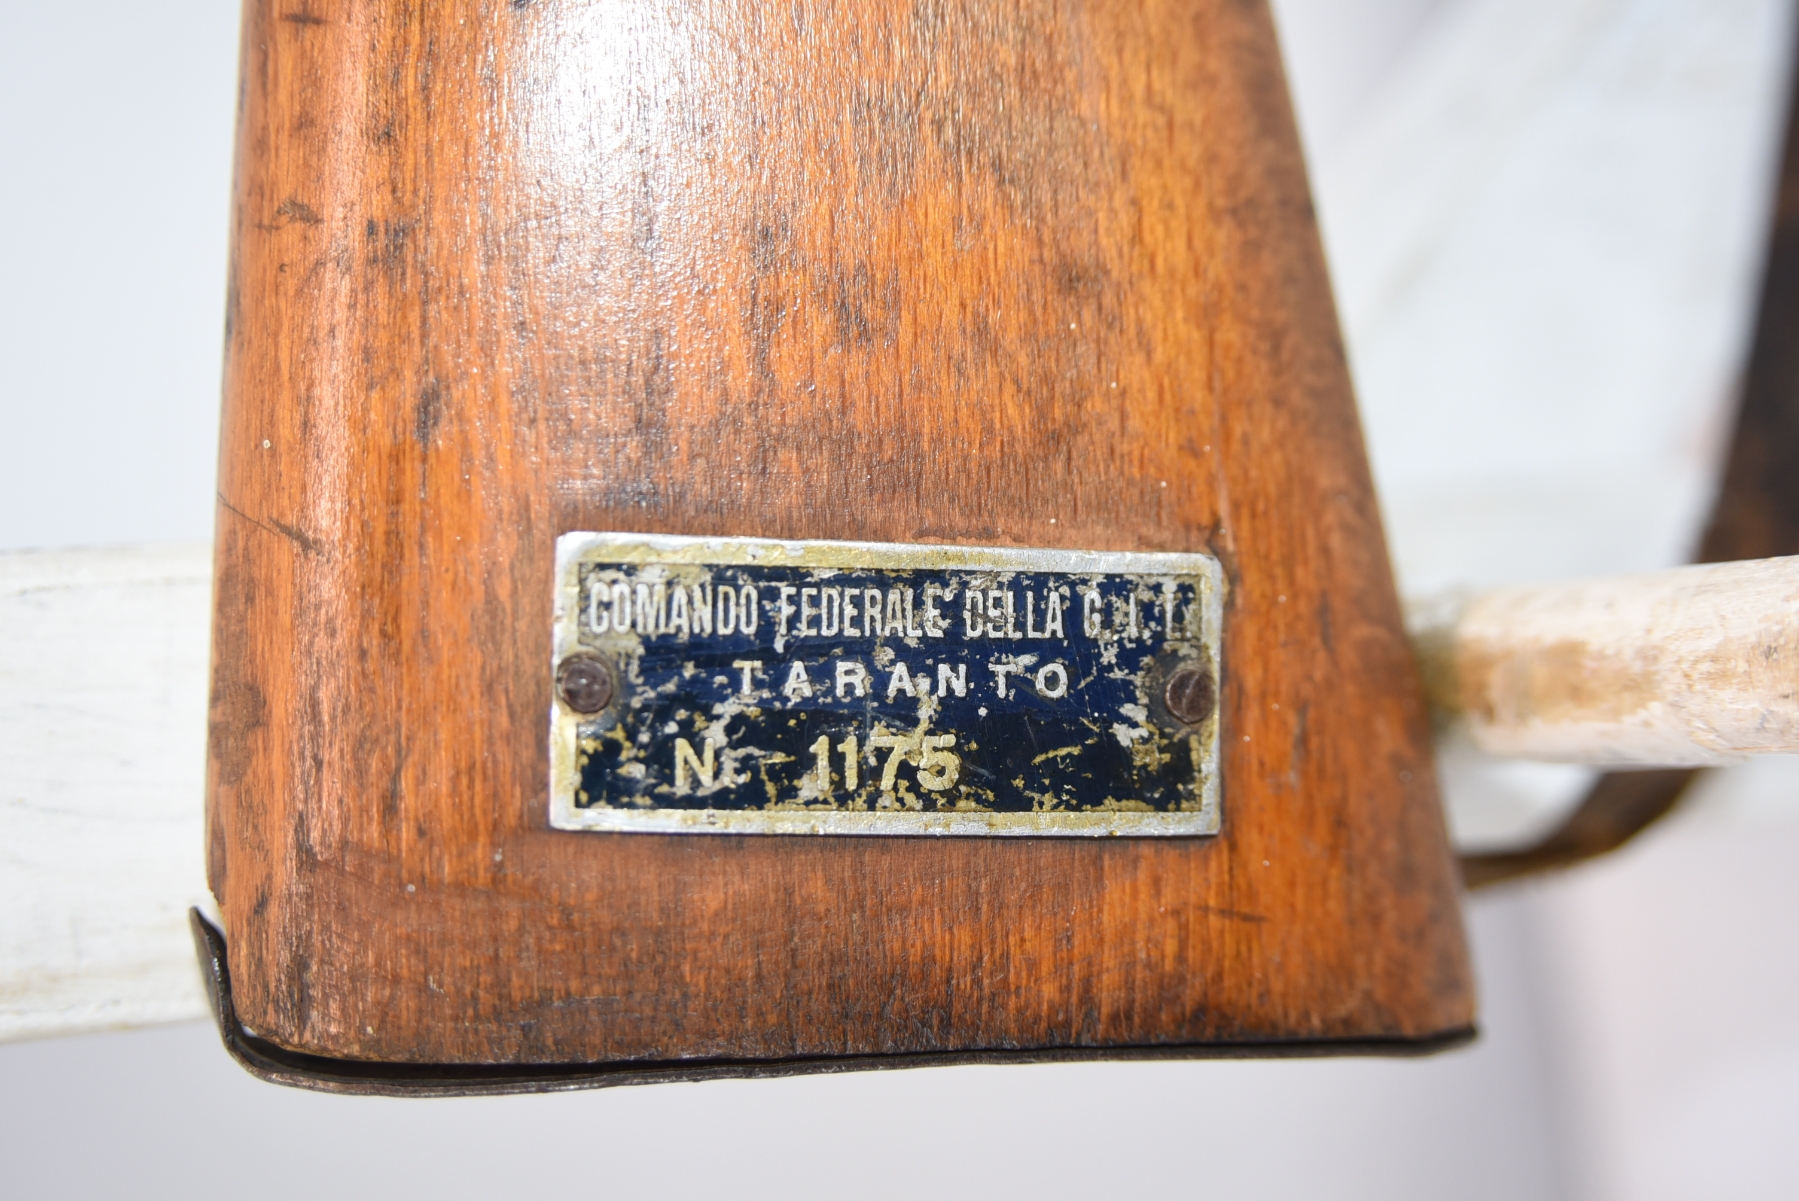 COMANDO FEDERALE DELLA G. I. L.
TARANTO
N. 1175